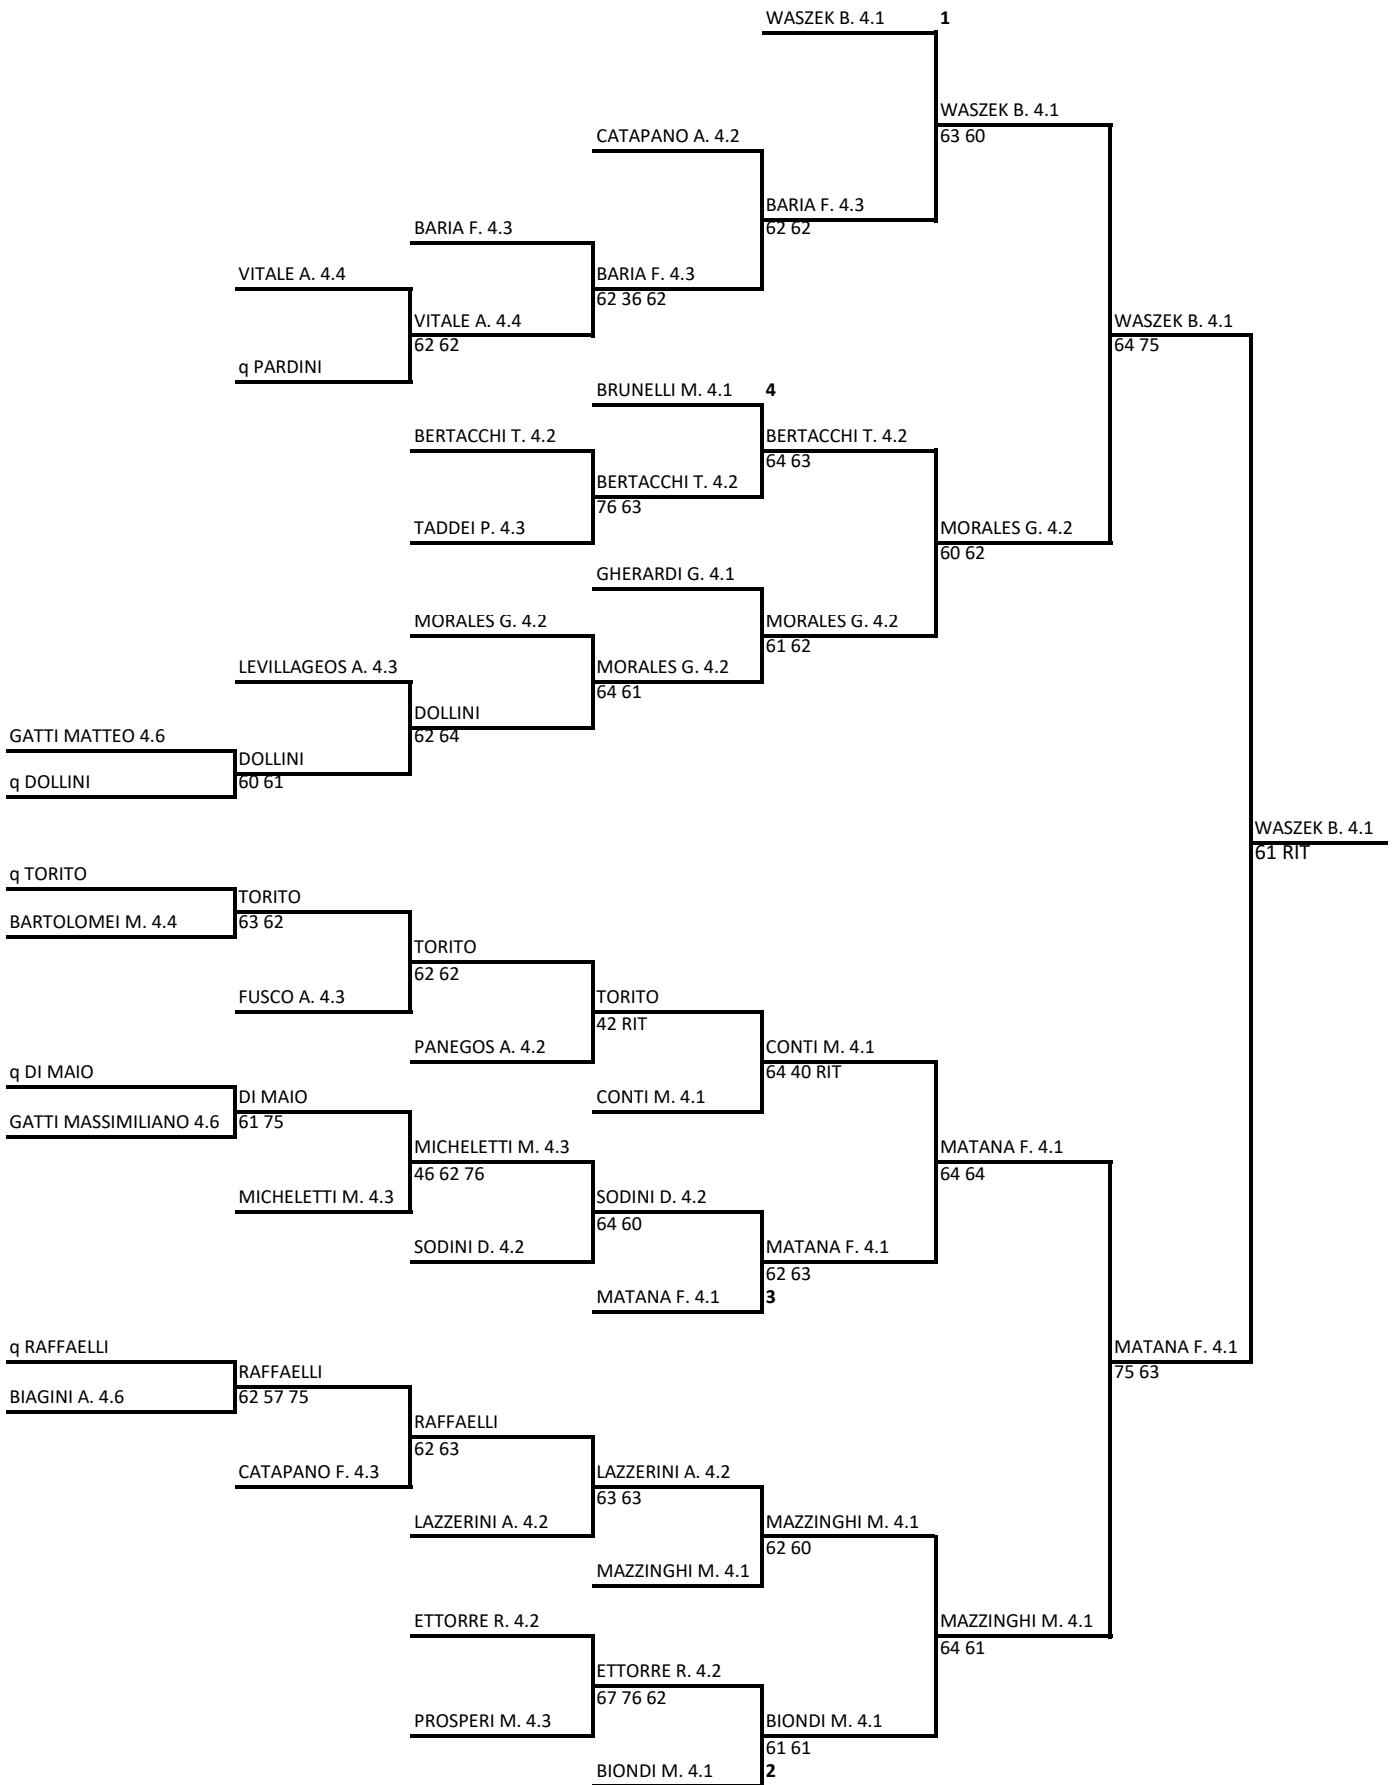 WASZEK B. 4.1 1
WASZEK B. 4.1
63 60
CATAPANO A. 4.2
BARIA F. 4.3
62 62
BARIA F. 4.3
VITALE A. 4.4
BARIA F. 4.3
62 36 62
VITALE A. 4.4
62 62
WASZEK B. 4.1
64 75
q PARDINI
BRUNELLI M. 4.1 4
BERTACCHI T. 4.2
BERTACCHI T. 4.2
64 63
BERTACCHI T. 4.2
76 63
TADDEI P. 4.3
MORALES G. 4.2
60 62
GHERARDI G. 4.1
MORALES G. 4.2
MORALES G. 4.2
61 62
LEVILLAGEOS A. 4.3
MORALES G. 4.2
64 61
DOLLINI
62 64
GATTI MATTEO 4.6
DOLLINI
60 61
q DOLLINI
WASZEK B. 4.1
61 RIT
q TORITO
TORITO
63 62
BARTOLOMEI M. 4.4
TORITO
62 62
FUSCO A. 4.3
TORITO
42 RIT
PANEGOS A. 4.2
CONTI M. 4.1
64 40 RIT
q DI MAIO
DI MAIO
61 75
CONTI M. 4.1
GATTI MASSIMILIANO 4.6
MICHELETTI M. 4.3
46 62 76
MATANA F. 4.1
64 64
MICHELETTI M. 4.3
SODINI D. 4.2
64 60
SODINI D. 4.2
MATANA F. 4.1
62 63
MATANA F. 4.1 3
q RAFFAELLI
MATANA F. 4.1
75 63
RAFFAELLI
62 57 75
BIAGINI A. 4.6
RAFFAELLI
62 63
CATAPANO F. 4.3
LAZZERINI A. 4.2
63 63
LAZZERINI A. 4.2
MAZZINGHI M. 4.1
62 60
MAZZINGHI M. 4.1
ETTORRE R. 4.2
MAZZINGHI M. 4.1
64 61
ETTORRE R. 4.2
67 76 62
PROSPERI M. 4.3
BIONDI M. 4.1
61 61
BIONDI M. 4.1 2